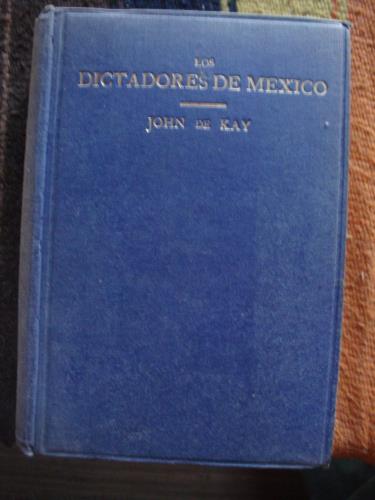 LOS
DICTADORES DE MEXICO
JOHN DE KAY